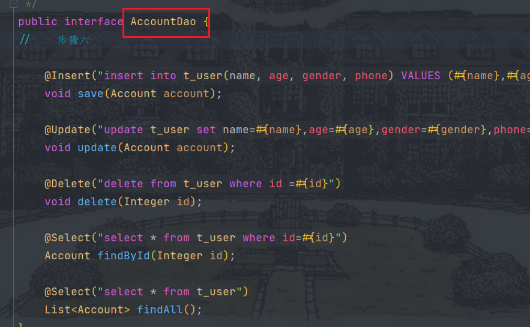 */
public interface AccountDao {
// 步骤六
@Insert("insert into t_user(name, age, gender, phone) VALUES (#{name},#{ag
void save(Account account);
@Update("update t_user set name=#{name},age=#{age},gender=#{gender},phone=
void update(Account account);
@Delete("delete from t_user where id =#{id}")
void delete(Integer id);
@Select("select * from t_user where id=#{id}")
Account findById(Integer id);
@Select("select * from t_user")
List<Account> findAll();
}